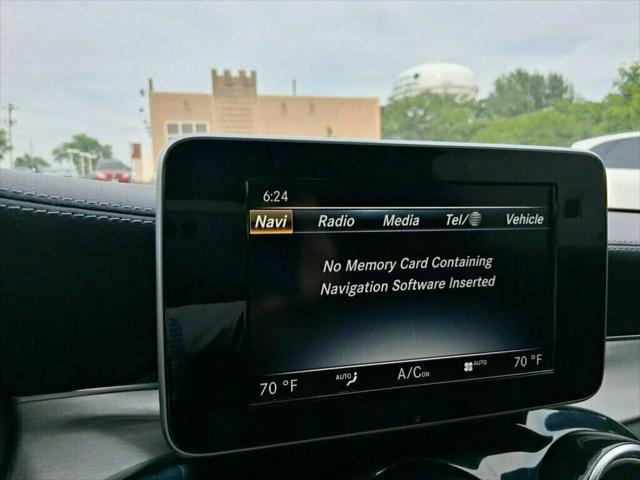 6:24
Navi Radio Media Tel/ Vehicle
No Memory Card Containing
Navigation Software Inserted
70 °F AUTO A/C ON AUTO 70 °F